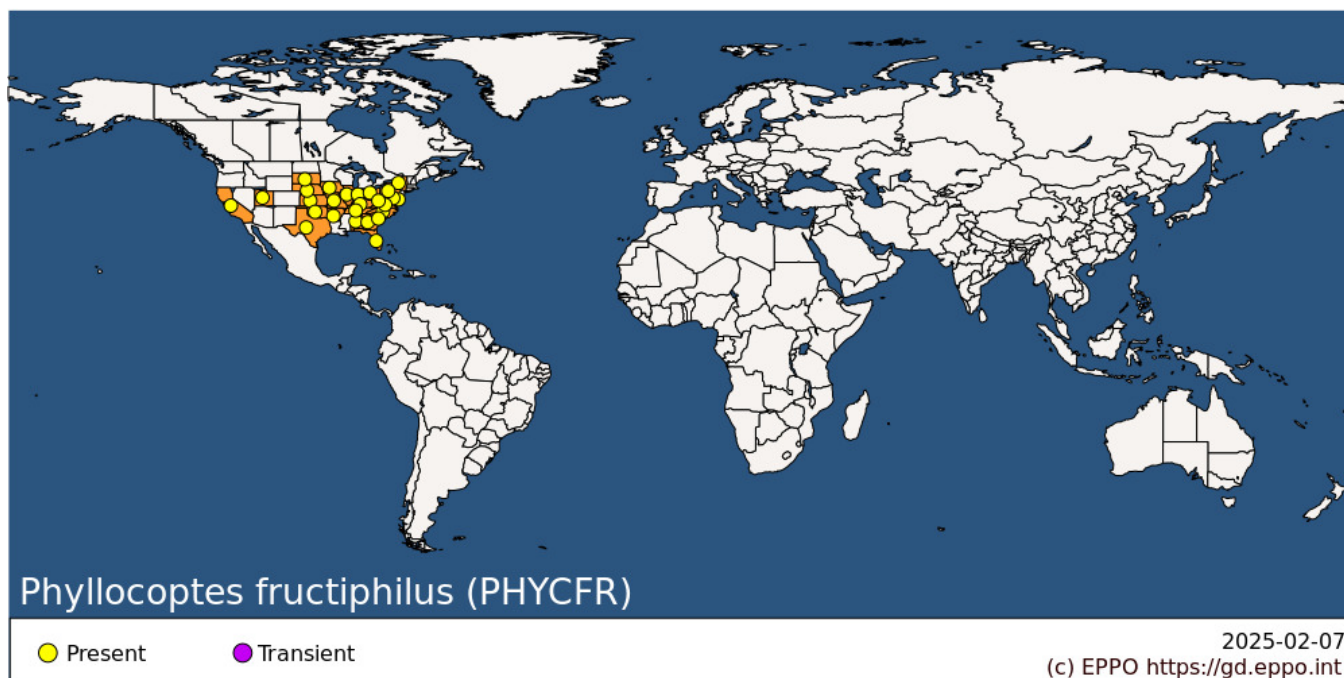 Phyllocoptes fructiphilus (PHYCFR)
Present
Transient
2025-02-07
(c) EPPO https://gd.eppo.int